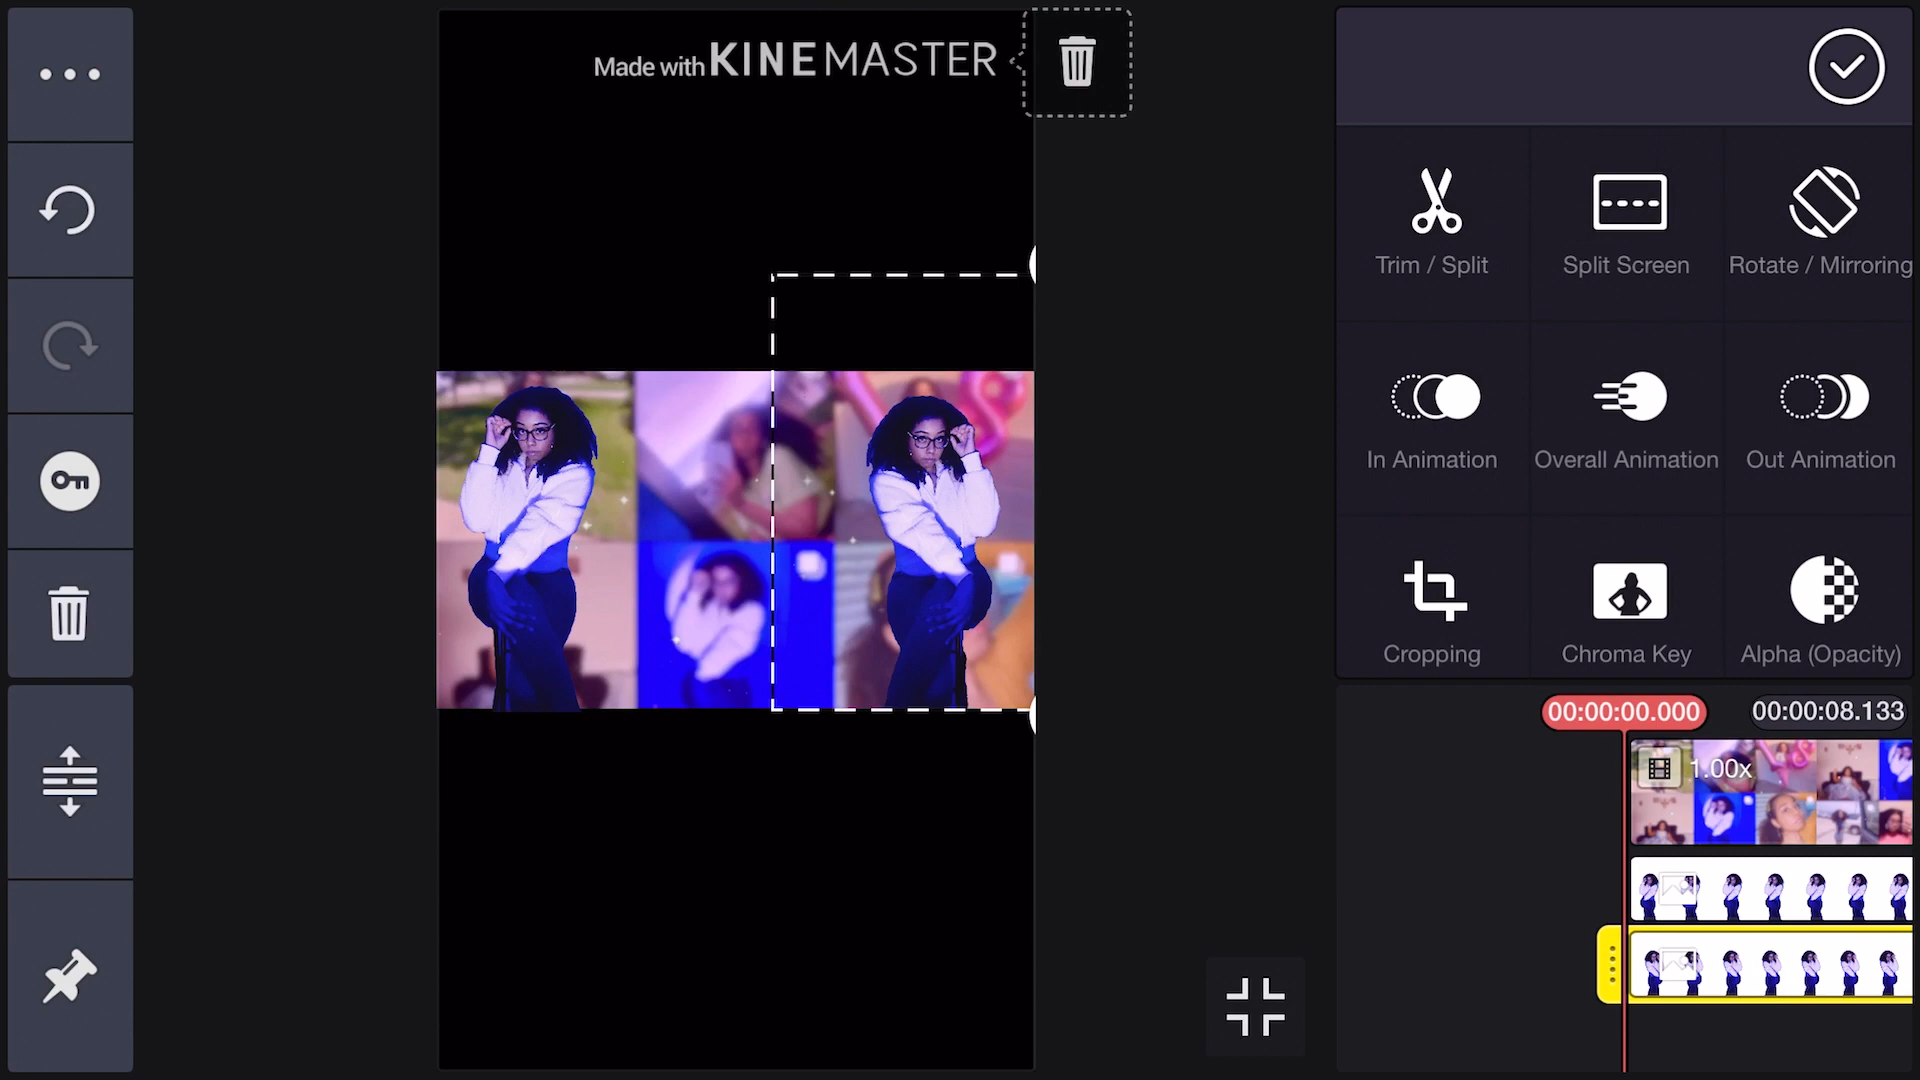 Made with KINEMASTER
Trim / Split
Split Screen
Rotate / Mirroring
In Animation
Overall Animation
Out Animation
Cropping
Chroma Key
Alpha (Opacity)
00:00:00.000
00:00:08.133
1.00x